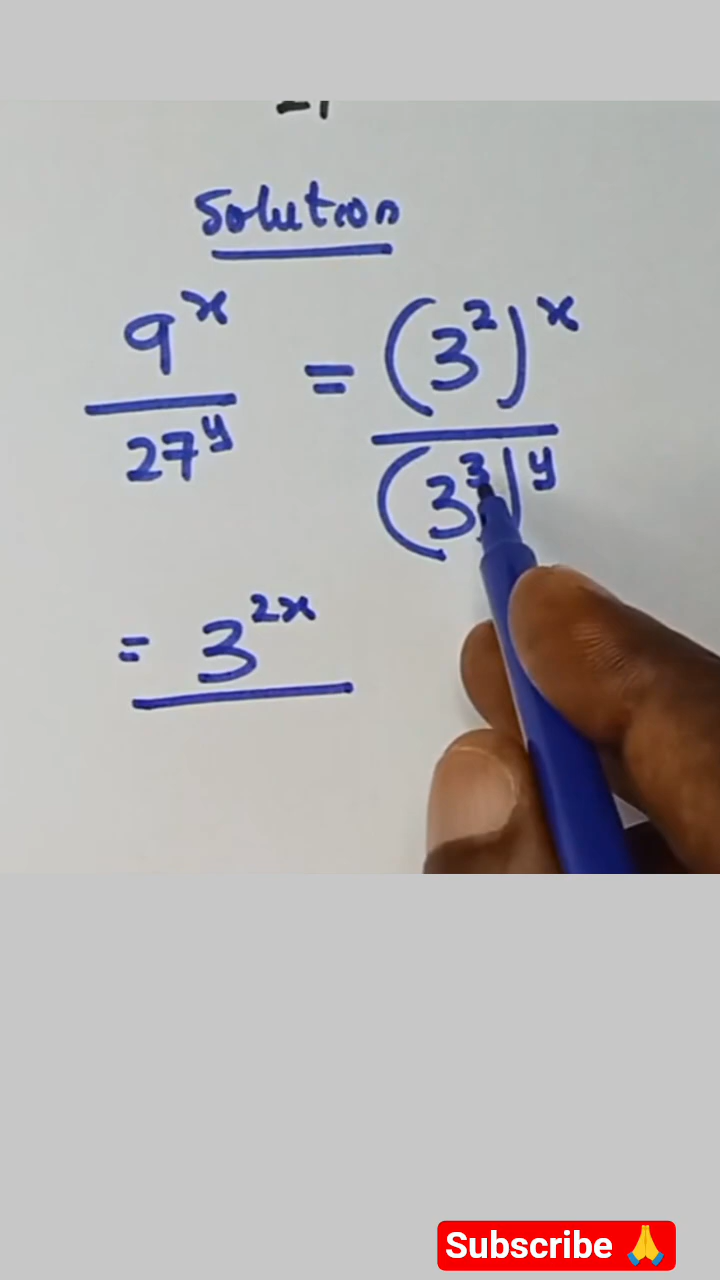 Solution
9^x / 27^y = (3^2)^x / (3^3)^y
= 3^2x
Subscribe 🙏